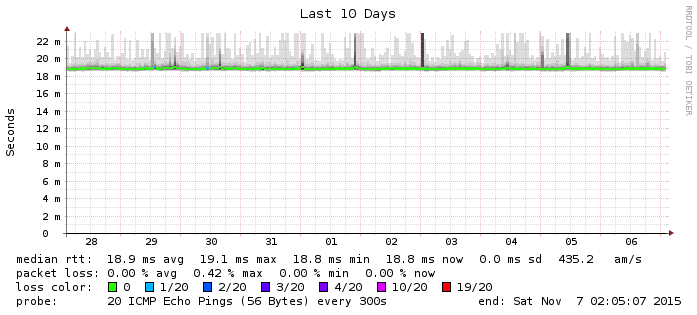 Last 10 Days
RRDTOOL / TOBI OETIKER
Seconds
22 m
20 m
18 m
16 m
14 m
12 m
10 m
8 m
6 m
4 m
2 m
0
28 29 30 31 01 02 03 04 05 06
median rtt: 18.9 ms avg 19.1 ms max 18.8 ms min 18.8 ms now 0.0 ms sd 435.2 am/s
packet loss: 0.00 % avg 0.42 % max 0.00 % min 0.00 % now
loss color: 0 1/20 2/20 3/20 4/20 10/20 19/20
probe: 20 ICMP Echo Pings (56 Bytes) every 300s end: Sat Nov 7 02:05:07 2015